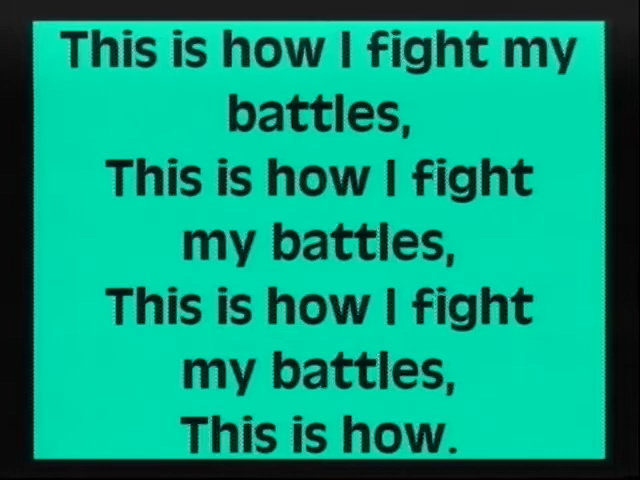 This is how I fight my
battles,
This is how I fight
my battles,
This is how I fight
my battles,
This is how.